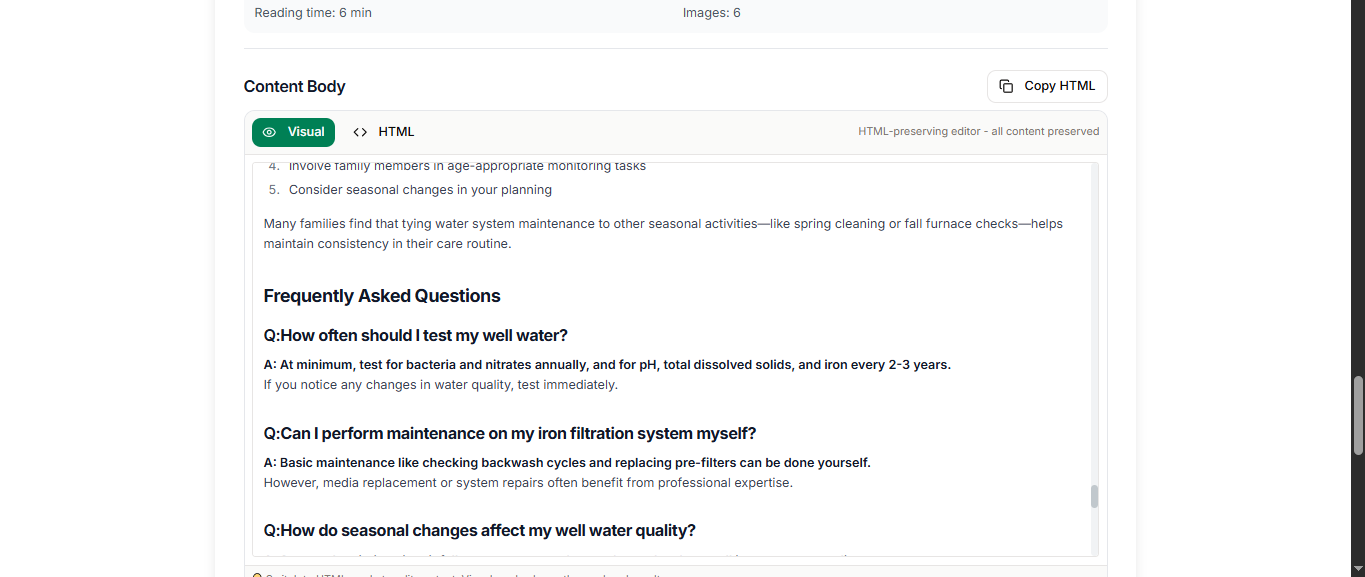 Reading time: 6 min
Images: 6
Content Body
Copy HTML
Visual
HTML
HTML-preserving editor - all content preserved
4. Involve family members in age-appropriate monitoring tasks
5. Consider seasonal changes in your planning
Many families find that tying water system maintenance to other seasonal activities—like spring cleaning or fall furnace checks—helps
maintain consistency in their care routine.
Frequently Asked Questions
Q:How often should I test my well water?
A: At minimum, test for bacteria and nitrates annually, and for pH, total dissolved solids, and iron every 2-3 years.
If you notice any changes in water quality, test immediately.
Q:Can I perform maintenance on my iron filtration system myself?
A: Basic maintenance like checking backwash cycles and replacing pre-filters can be done yourself.
However, media replacement or system repairs often benefit from professional expertise.
Q:How do seasonal changes affect my well water quality?